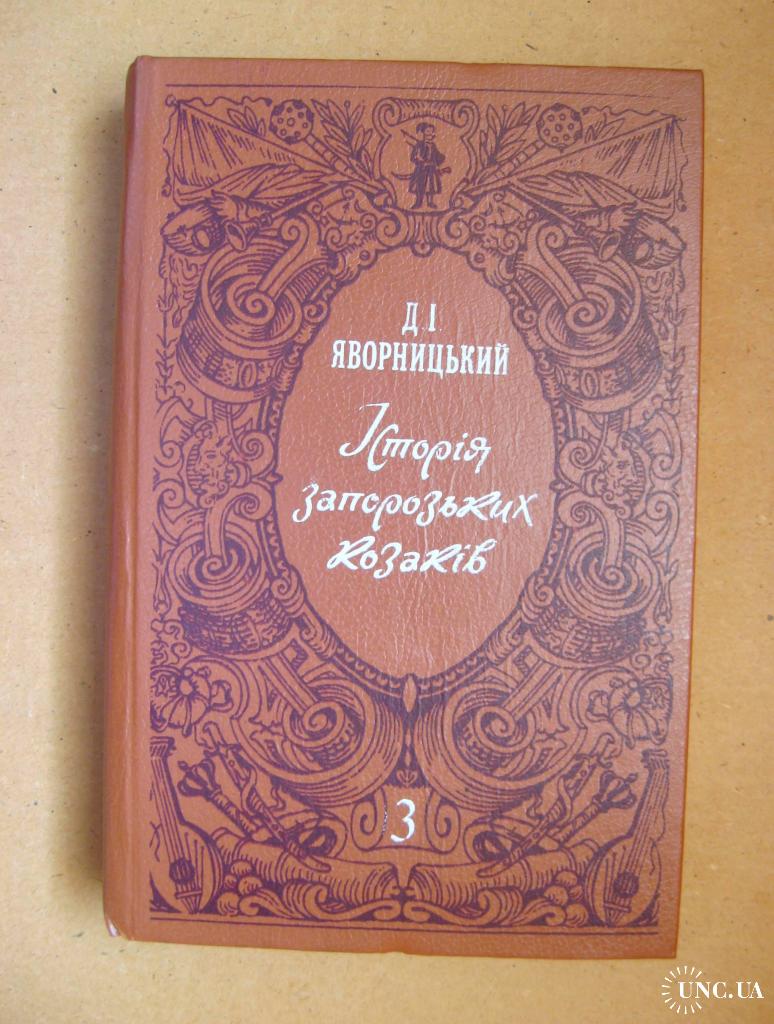 Д. І.
ЯВОРНИЦЬКИЙ
Історія
запорозьких
козаків
3
UNC.UA